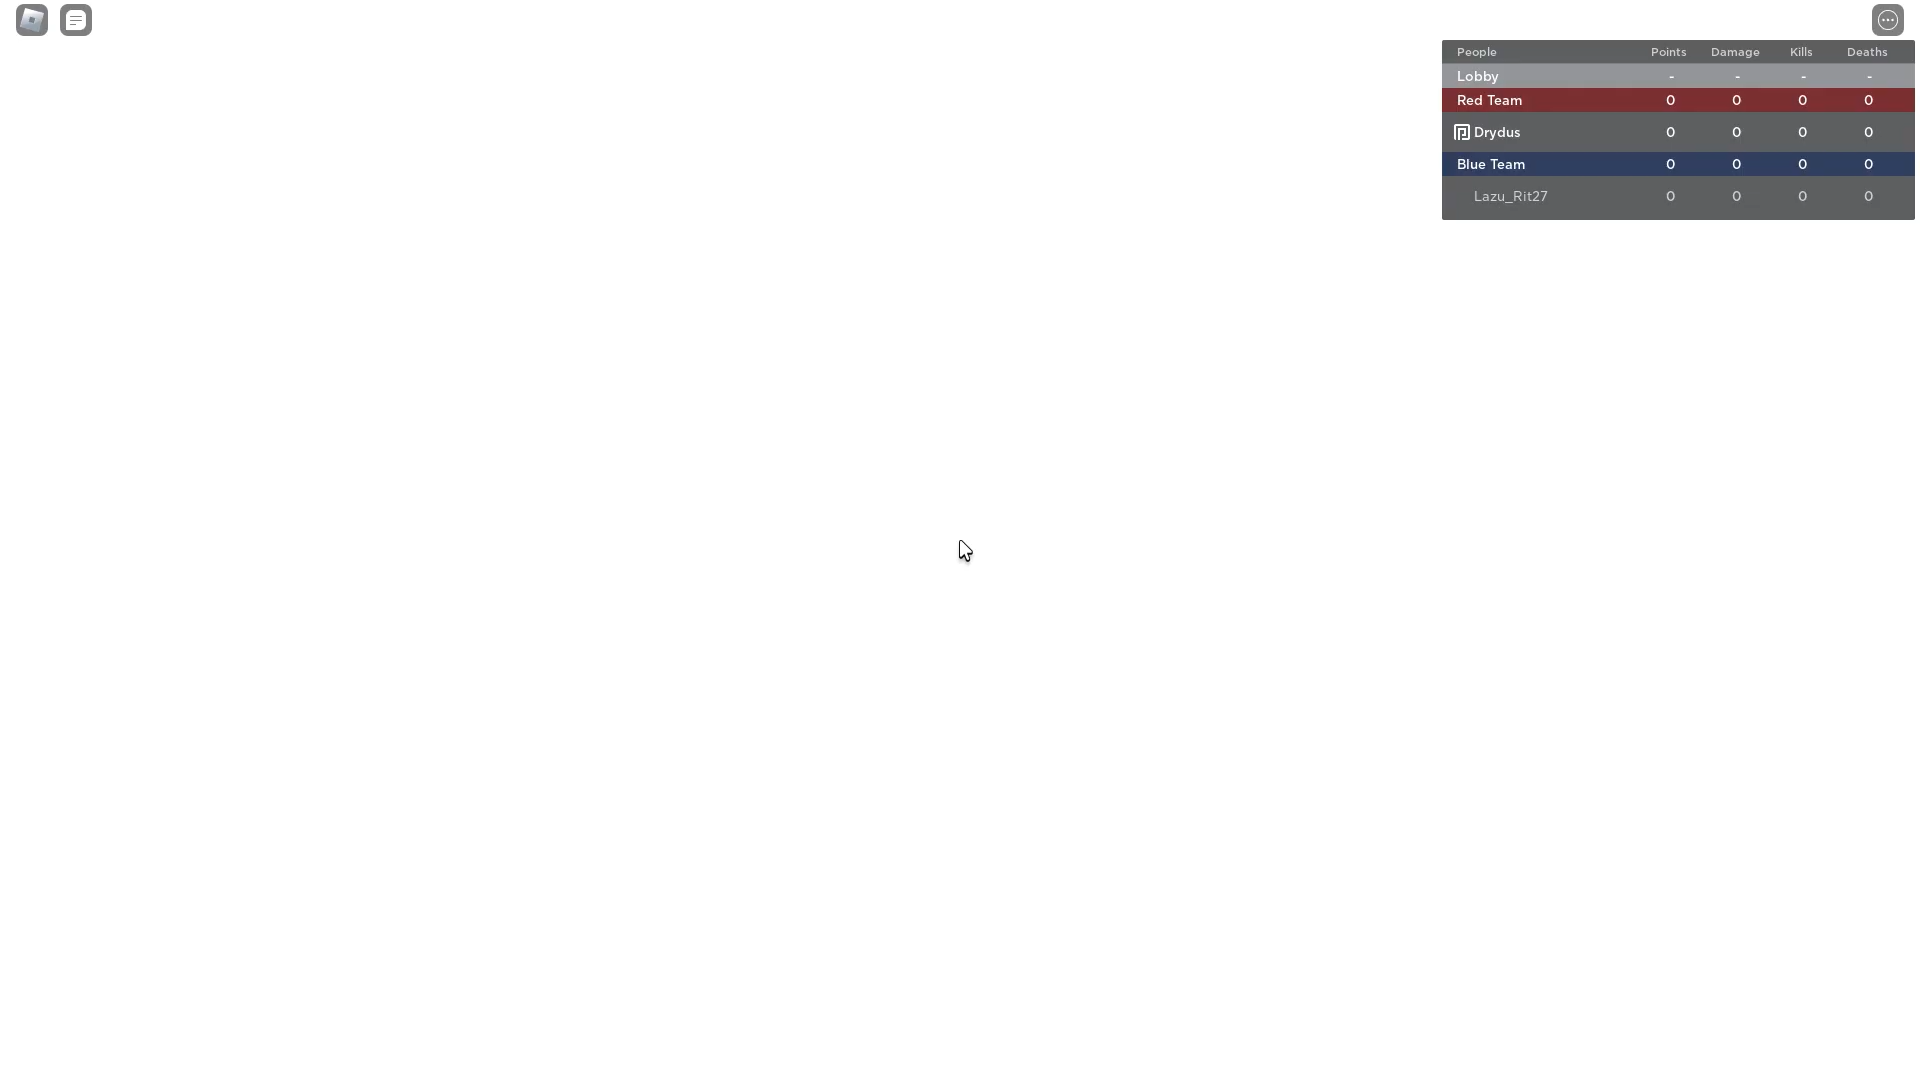 People Points Damage Kills Deaths
Lobby - - - -
Red Team 0 0 0 0
Drydus 0 0 0 0
Blue Team 0 0 0 0
Lazu_Rit27 0 0 0 0